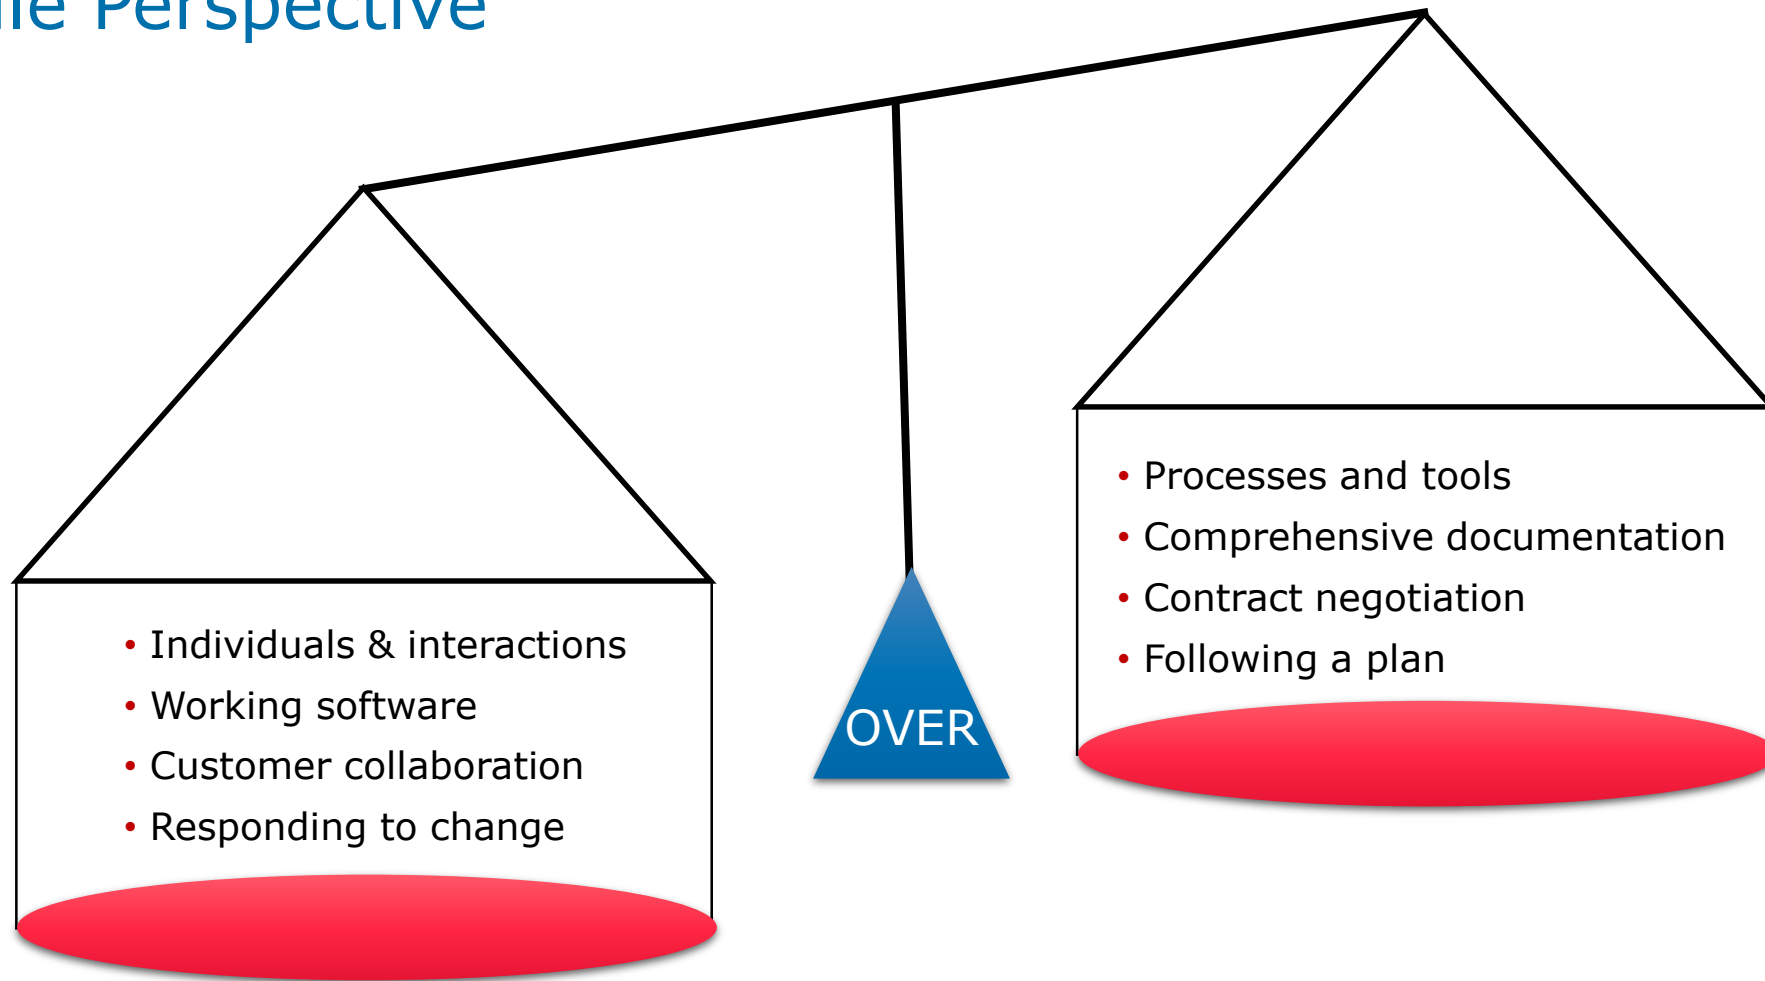 Perspective
• Individuals & interactions
• Working software
• Customer collaboration
• Responding to change
OVER
• Processes and tools
• Comprehensive documentation
• Contract negotiation
• Following a plan